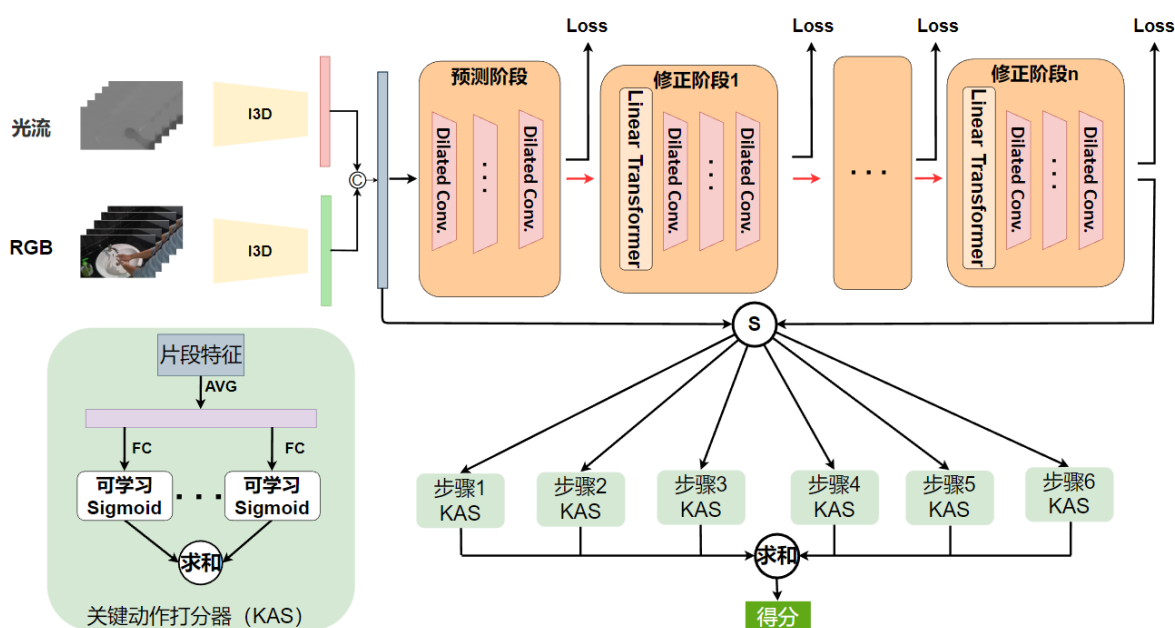 Loss
Loss
Loss
Loss
光流
I3D
RGB
I3D
C
预测阶段
Dilated Conv.
...
Dilated Conv.
修正阶段1
Linear Transformer
Dilated Conv.
...
Dilated Conv.
...
修正阶段n
Linear Transformer
Dilated Conv.
...
Dilated Conv.
S
片段特征
AVG
FC
FC
可学习
Sigmoid
...
可学习
Sigmoid
求和
关键动作打分器（KAS）
步骤1
KAS
步骤2
KAS
步骤3
KAS
步骤4
KAS
步骤5
KAS
步骤6
KAS
求和
得分